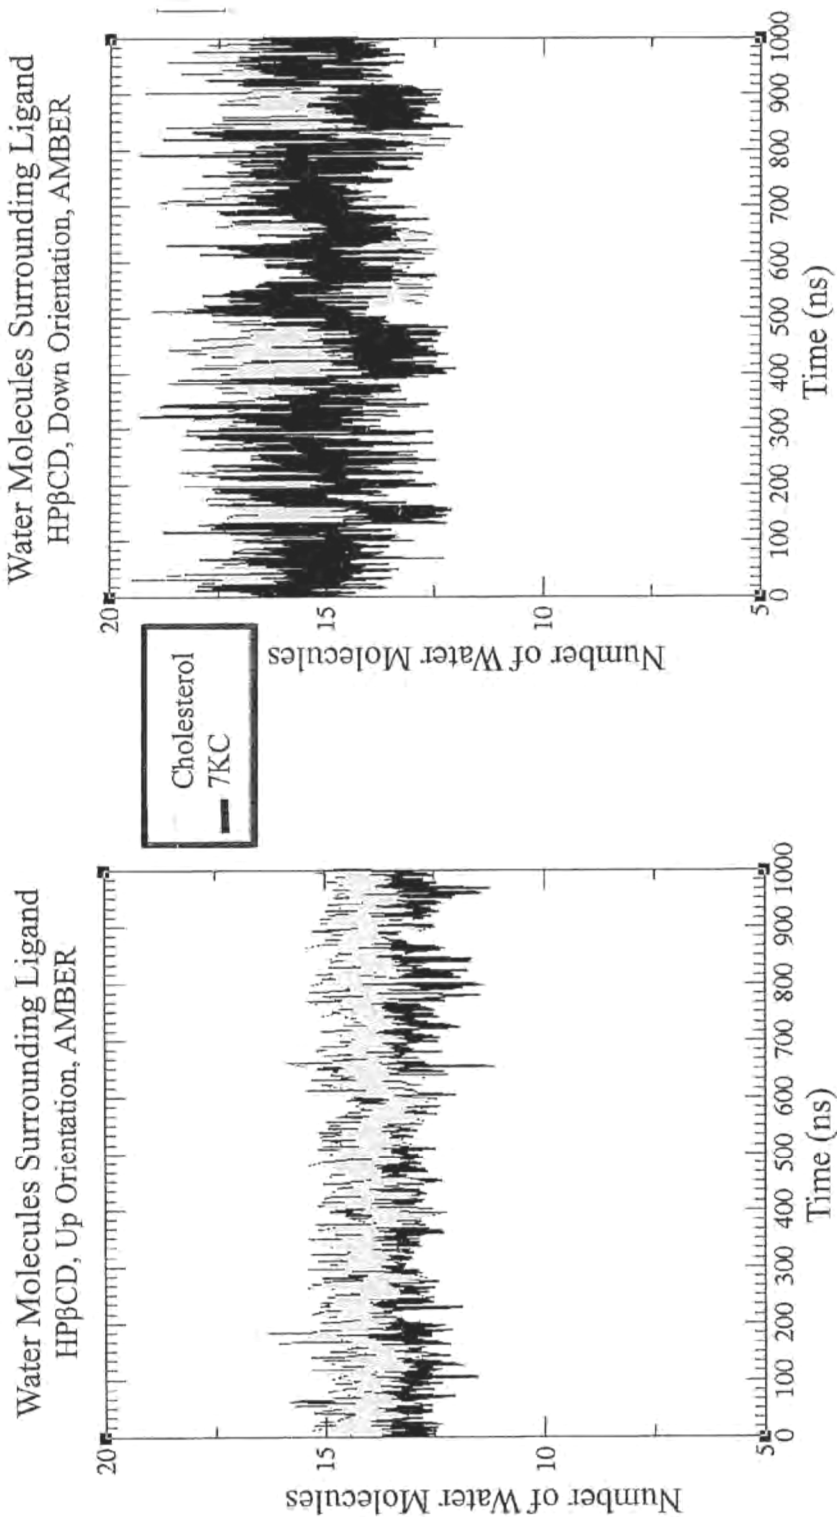 Water Molecules Surrounding Ligand
HPβCD, Up Orientation, AMBER
Number of Water Molecules
20
15
10
5
0 100 200 300 400 500 600 700 800 900 1000
Time (ns)
Cholesterol
7KC
Water Molecules Surrounding Ligand
HPβCD, Down Orientation, AMBER
Number of Water Molecules
20
15
10
5
0 100 200 300 400 500 600 700 800 900 1000
Time (ns)